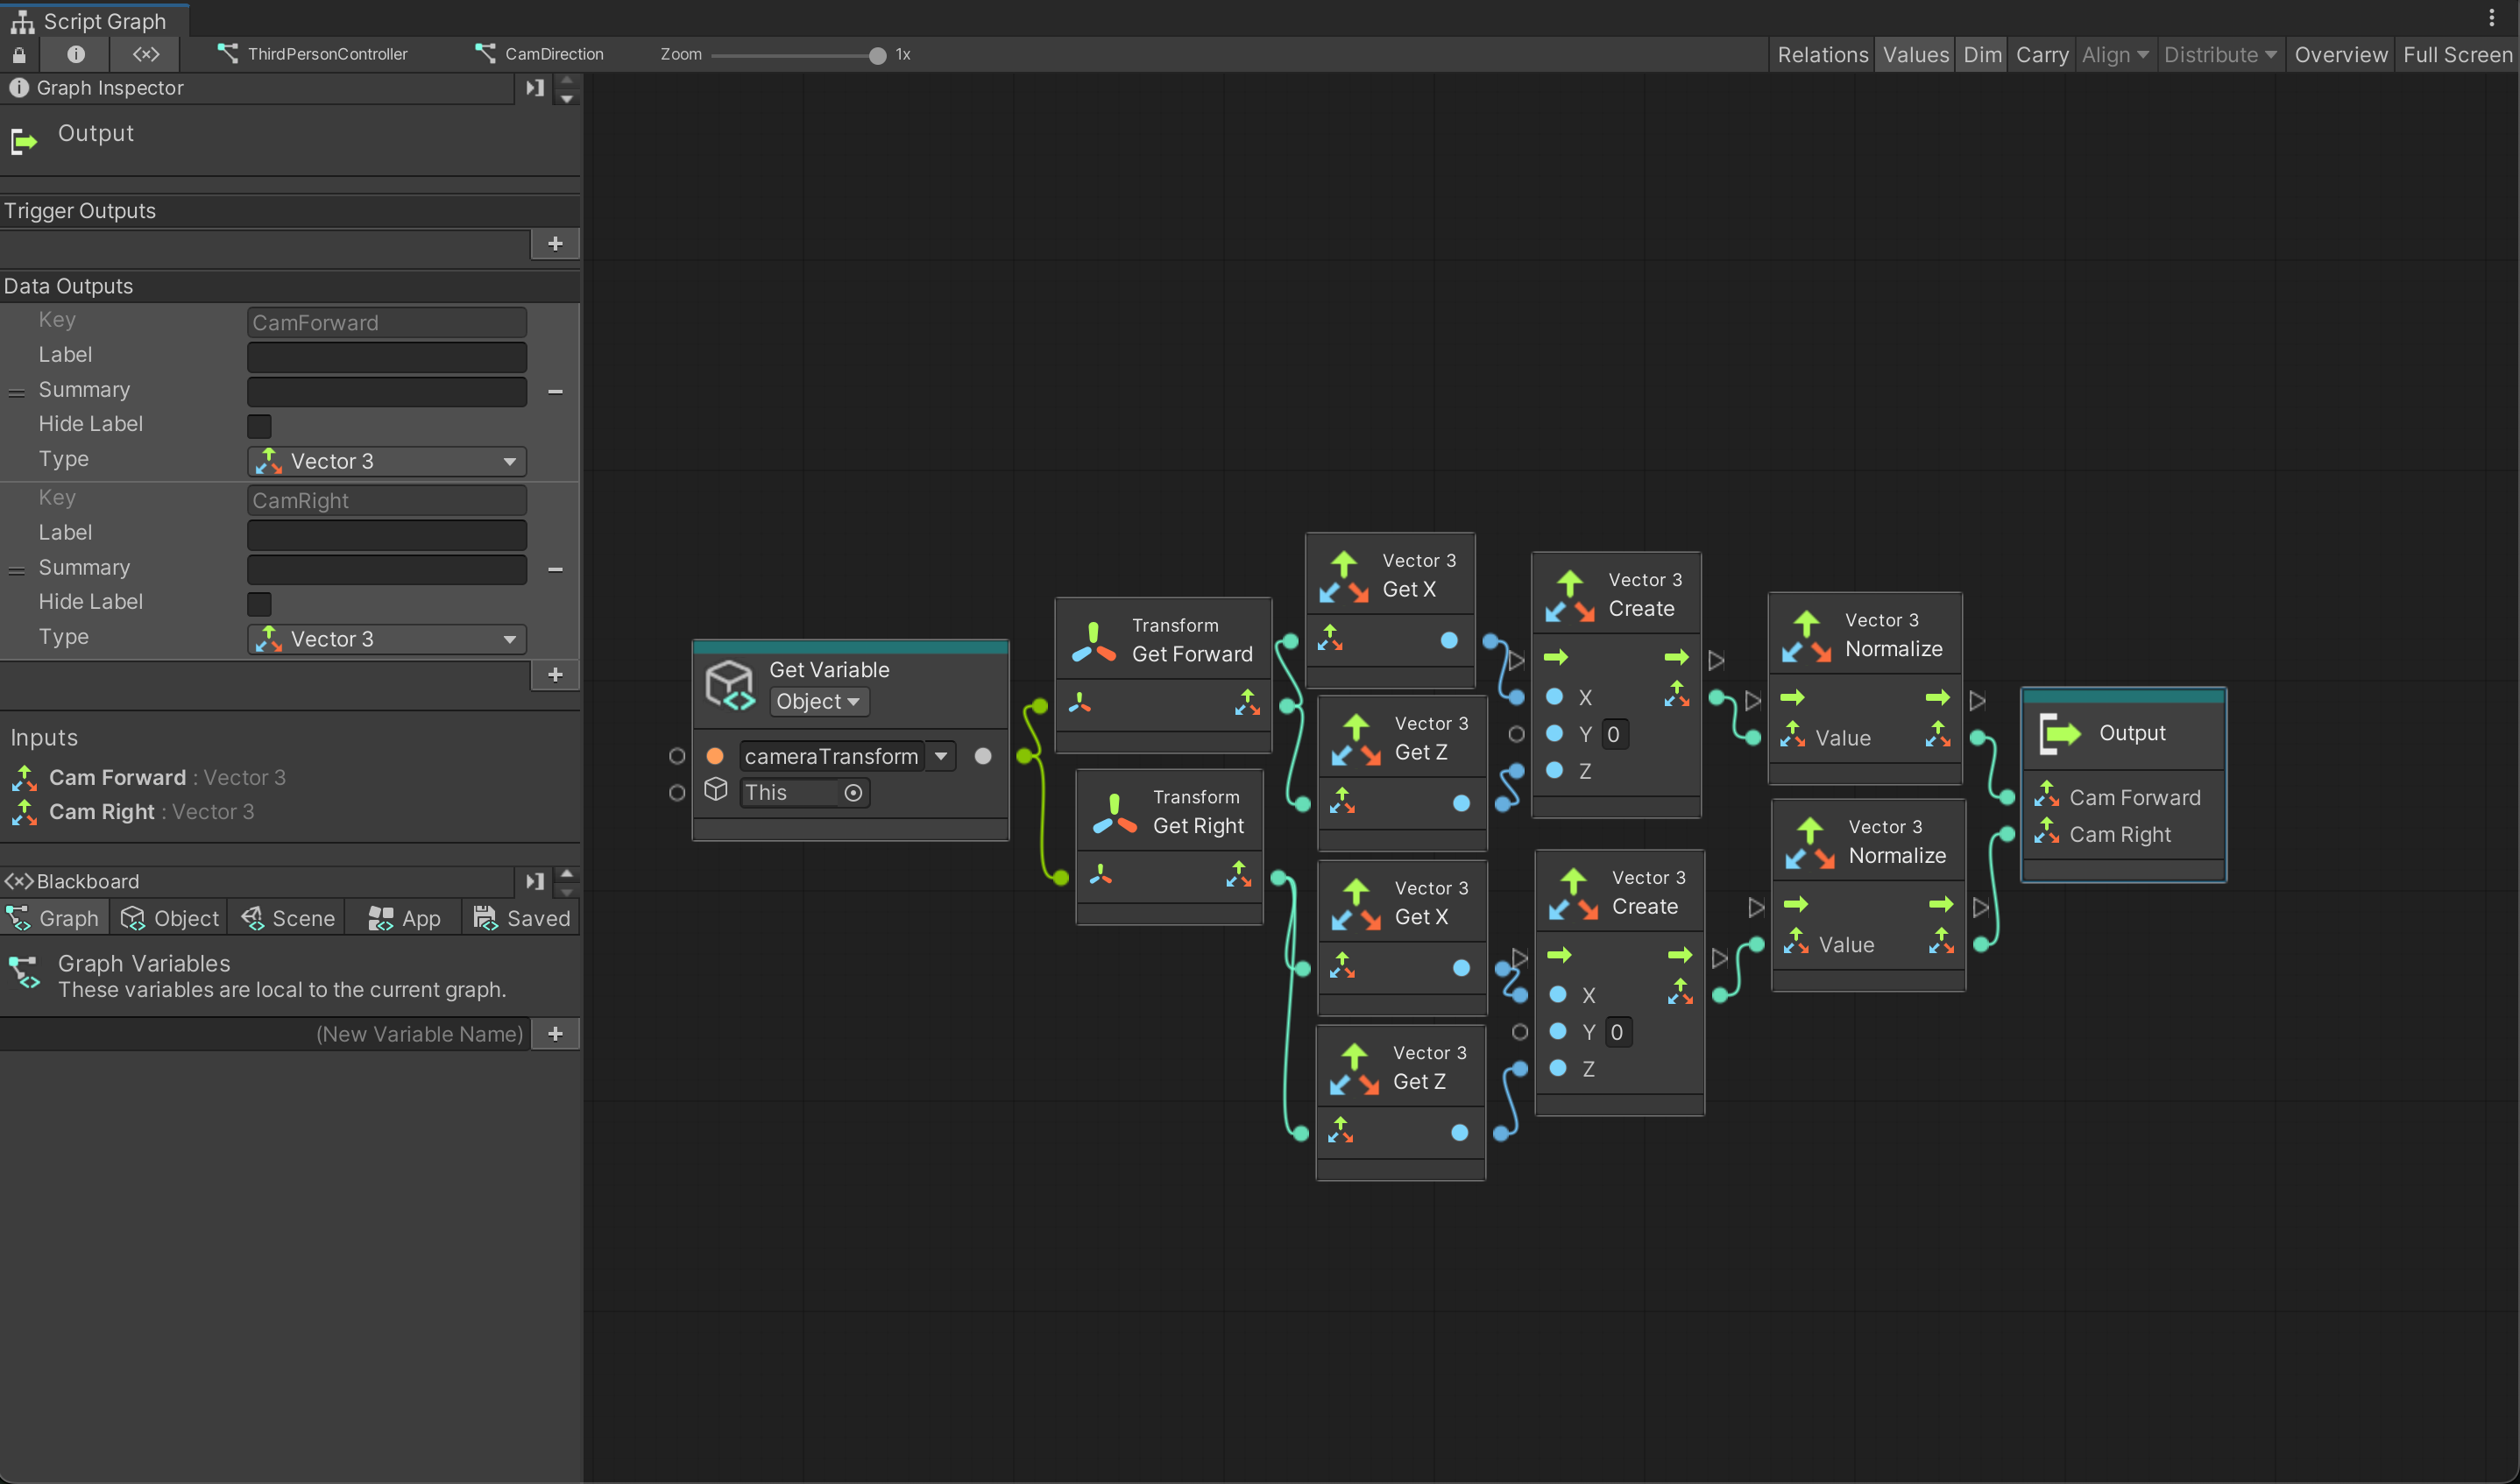 Script Graph
ThirdPersonController
CamDirection
Zoom
1x
Relations
Values
Dim
Carry
Align
Distribute
Overview
Full Screen
Graph Inspector
Output
Trigger Outputs
+
Data Outputs
Key
CamForward
Label
Summary
Hide Label
Type
Vector 3
Key
CamRight
Label
Summary
Hide Label
Type
Vector 3
+
Inputs
Cam Forward : Vector 3
Cam Right : Vector 3
Blackboard
Graph
Object
Scene
App
Saved
Graph Variables
These variables are local to the current graph.
(New Variable Name)
+
Get Variable
Object
cameraTransform
This
Transform
Get Forward
Transform
Get Right
Vector 3
Get X
Vector 3
Get Z
Vector 3
Get X
Vector 3
Get Z
Vector 3
Create
X
Y 0
Z
Vector 3
Create
X
Y 0
Z
Vector 3
Normalize
Value
Vector 3
Normalize
Value
Output
Cam Forward
Cam Right